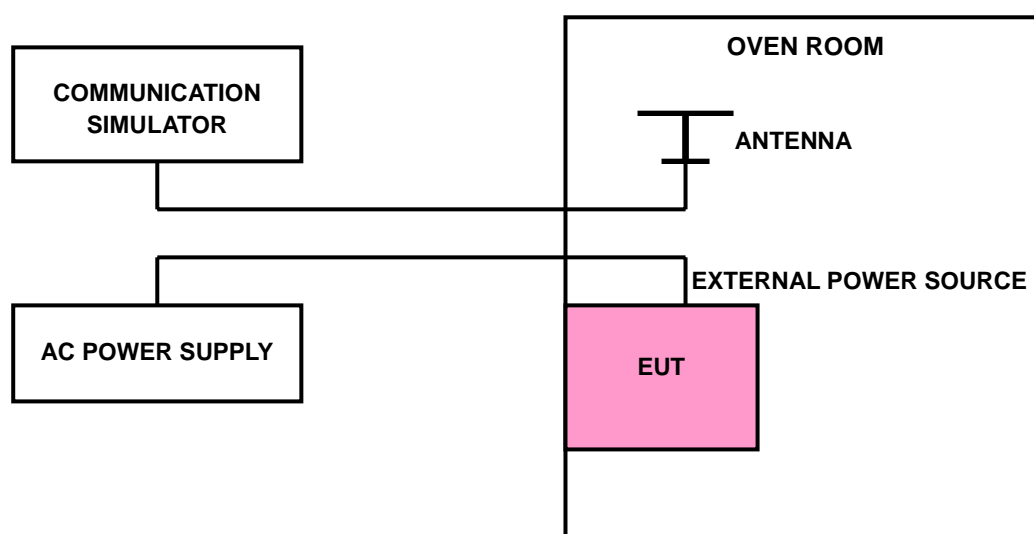 OVEN ROOM
COMMUNICATION
SIMULATOR
ANTENNA
EXTERNAL POWER SOURCE
AC POWER SUPPLY
EUT